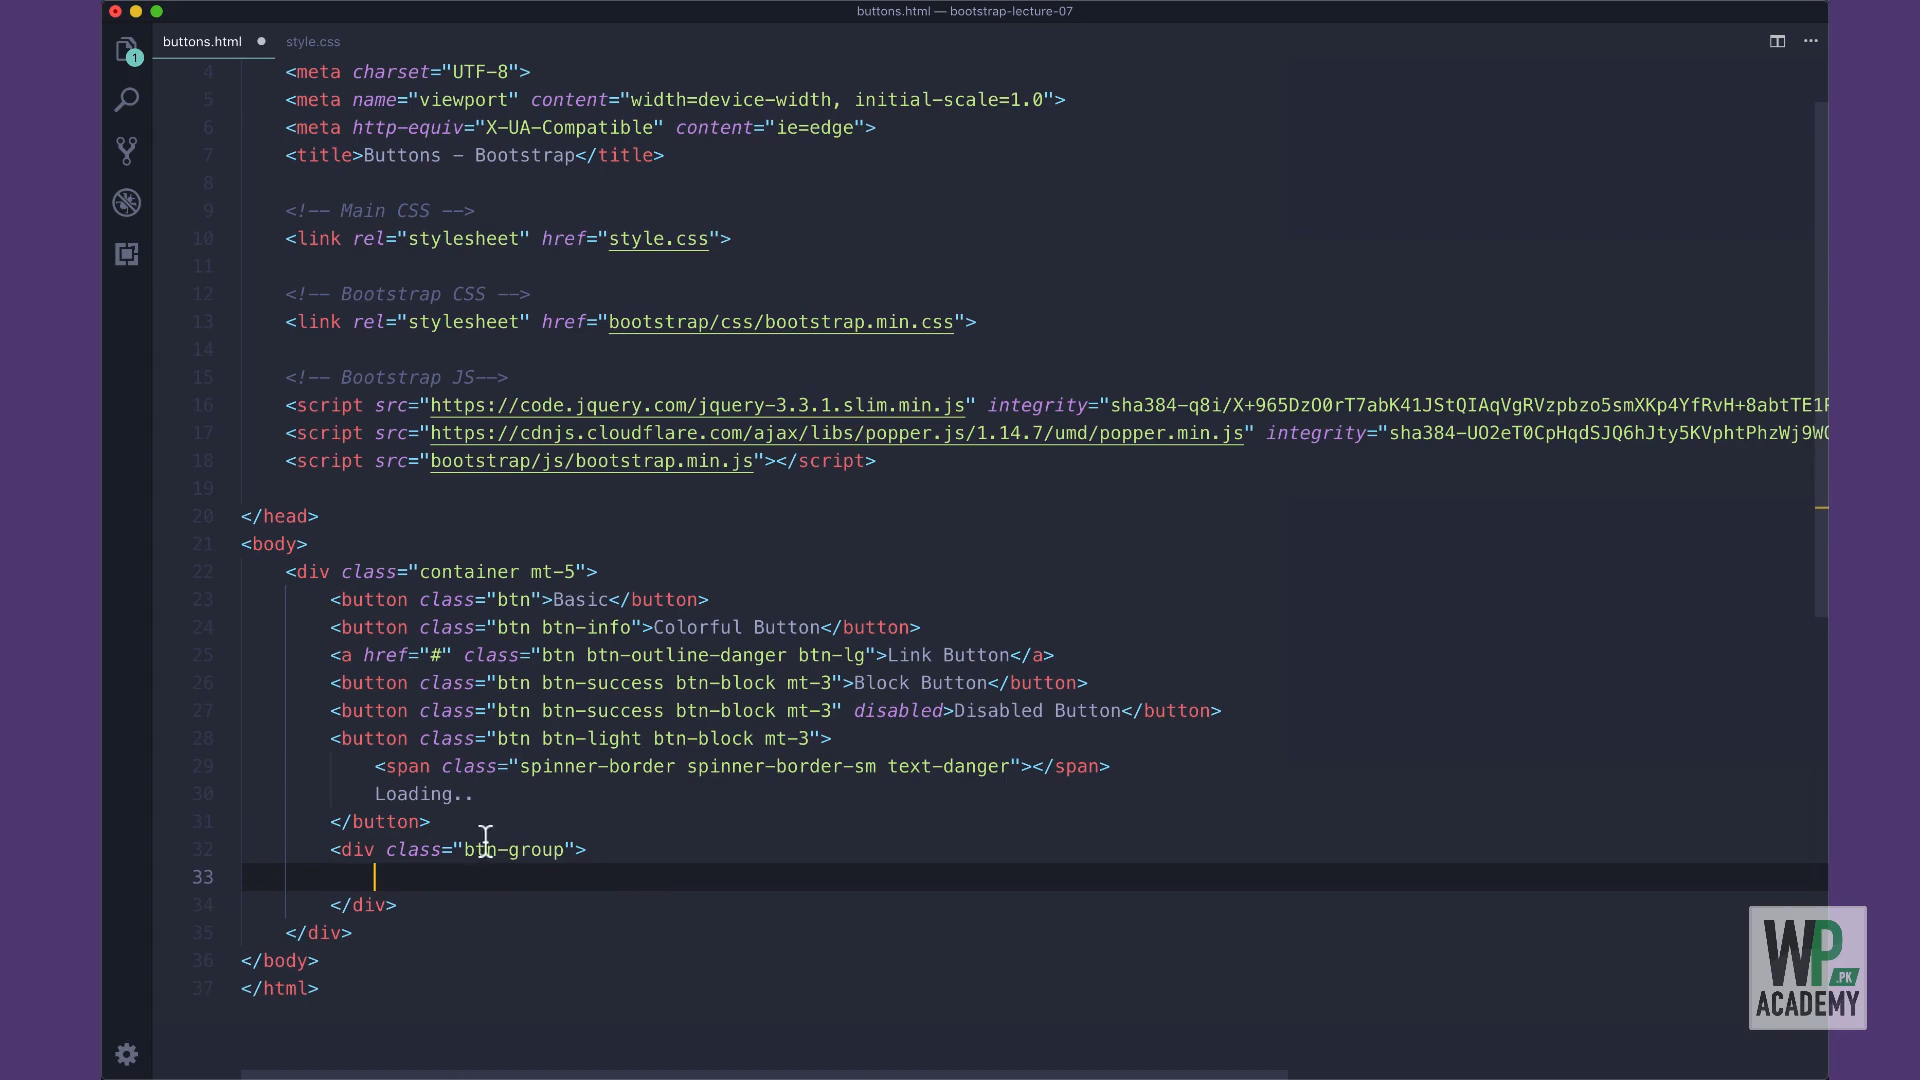 buttons.html — bootstrap-lecture-07
buttons.html style.css
1
4 <meta charset="UTF-8">
5 <meta name="viewport" content="width=device-width, initial-scale=1.0">
6 <meta http-equiv="X-UA-Compatible" content="ie=edge">
7 <title>Buttons - Bootstrap</title>
8
9 <!-- Main CSS -->
10 <link rel="stylesheet" href="style.css">
11
12 <!-- Bootstrap CSS -->
13 <link rel="stylesheet" href="bootstrap/css/bootstrap.min.css">
14
15 <!-- Bootstrap JS-->
16 <script src="https://code.jquery.com/jquery-3.3.1.slim.min.js" integrity="sha384-q8i/X+965DzO0rT7abK41JStQIAqVgRVzpbzo5smXKp4YfRvH+8abtTE1
17 <script src="https://cdnjs.cloudflare.com/ajax/libs/popper.js/1.14.7/umd/popper.min.js" integrity="sha384-UO2eT0CpHqdSJQ6hJty5KVphtPhzWj9W
18 <script src="bootstrap/js/bootstrap.min.js"></script>
19
20 </head>
21 <body>
22 <div class="container mt-5">
23 <button class="btn">Basic</button>
24 <button class="btn btn-info">Colorful Button</button>
25 <a href="#" class="btn btn-outline-danger btn-lg">Link Button</a>
26 <button class="btn btn-success btn-block mt-3">Block Button</button>
27 <button class="btn btn-success btn-block mt-3" disabled>Disabled Button</button>
28 <button class="btn btn-light btn-block mt-3">
29 <span class="spinner-border spinner-border-sm text-danger"></span>
30 Loading..
31 </button>
32 <div class="btn-group">
33
34 </div>
35 </div>
36 </body>
37 </html>
WP
.PK
ACADEMY